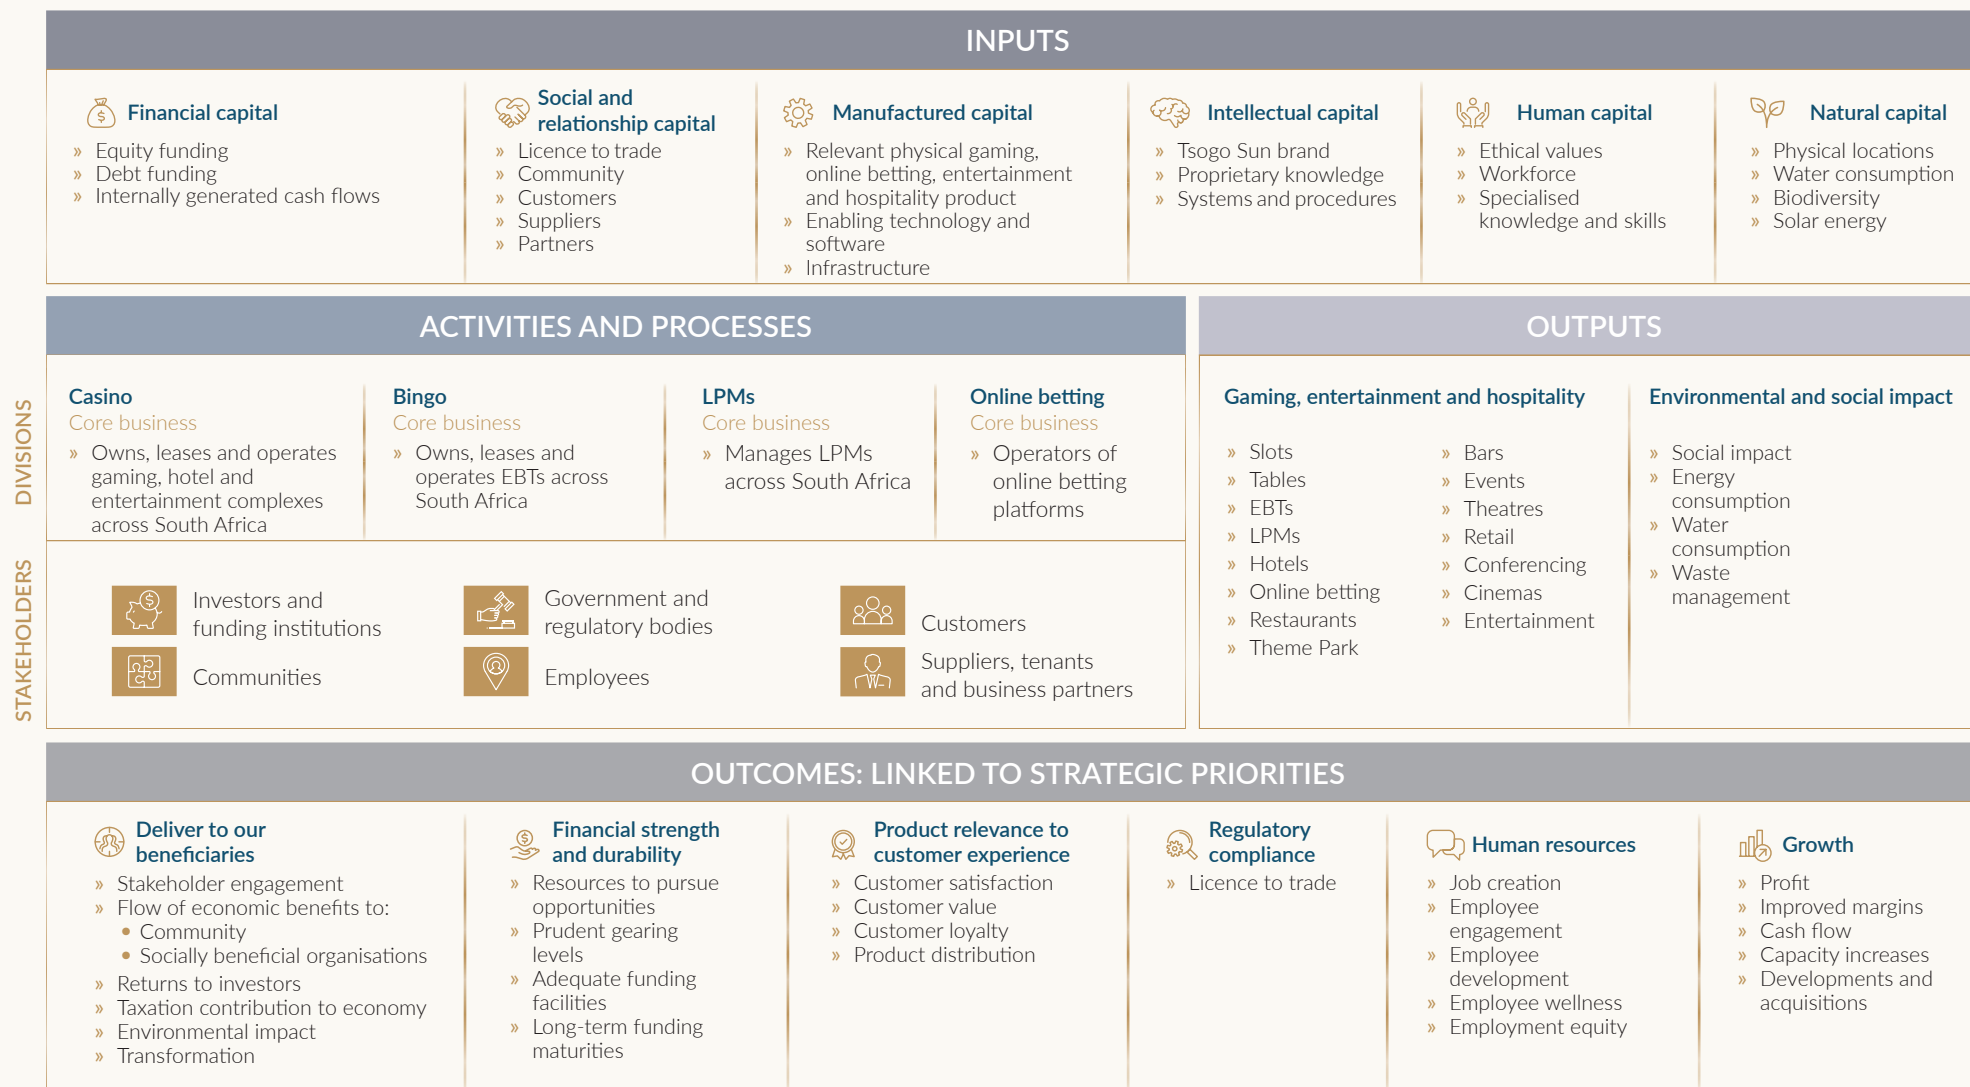 INPUTS
Financial capital
» Equity funding
» Debt funding
» Internally generated cash flows
Social and
relationship capital
» Licence to trade
» Community
» Customers
» Suppliers
» Partners
Manufactured capital
» Relevant physical gaming,
online betting, entertainment
and hospitality product
» Enabling technology and
software
» Infrastructure
Intellectual capital
» Tsogo Sun brand
» Proprietary knowledge
» Systems and procedures
Human capital
» Ethical values
» Workforce
» Specialised
knowledge and skills
Natural capital
» Physical locations
» Water consumption
» Biodiversity
» Solar energy
ACTIVITIES AND PROCESSES
DIVISIONS
Casino
Core business
» Owns, leases and operates
gaming, hotel and
entertainment complexes
across South Africa
Bingo
Core business
» Owns, leases and
operates EBTs across
South Africa
LPMs
Core business
» Manages LPMs
across South Africa
Online betting
Core business
» Operators of
online betting
platforms
STAKEHOLDERS
Investors and
funding institutions
Government and
regulatory bodies
Customers
Communities
Employees
Suppliers, tenants
and business partners
OUTPUTS
Gaming, entertainment and hospitality
» Slots
» Tables
» EBTs
» LPMs
» Hotels
» Online betting
» Restaurants
» Theme Park
» Bars
» Events
» Theatres
» Retail
» Conferencing
» Cinemas
» Entertainment
Environmental and social impact
» Social impact
» Energy
consumption
» Water
consumption
» Waste
management
OUTCOMES: LINKED TO STRATEGIC PRIORITIES
Deliver to our
beneficiaries
» Stakeholder engagement
» Flow of economic benefits to:
• Community
• Socially beneficial organisations
» Returns to investors
» Taxation contribution to economy
» Environmental impact
» Transformation
Financial strength
and durability
» Resources to pursue
opportunities
» Prudent gearing
levels
» Adequate funding
facilities
» Long-term funding
maturities
Product relevance to
customer experience
» Customer satisfaction
» Customer value
» Customer loyalty
» Product distribution
Regulatory
compliance
» Licence to trade
Human resources
» Job creation
» Employee
engagement
» Employee
development
» Employee wellness
» Employment equity
Growth
» Profit
» Improved margins
» Cash flow
» Capacity increases
» Developments and
acquisitions